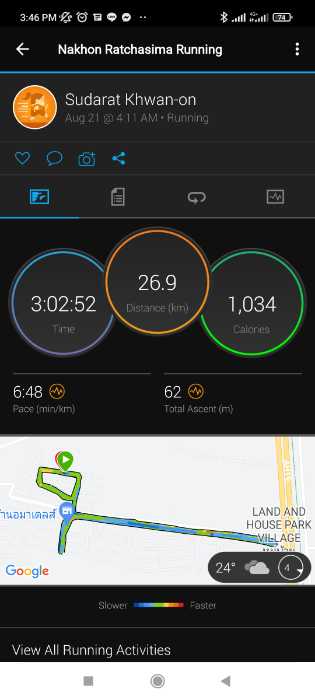 3:46 PM
74
Nakhon Ratchasima Running
Sudarat Khwan-on
Aug 21 @ 4:11 AM • Running
3:02:52
Time
26.9
Distance (km)
1,034
Calories
6:48
Pace (min/km)
62
Total Ascent (m)
LAND AND
HOUSE PARK
VILLAGE
Google
24°
4
Slower
Faster
View All Running Activities